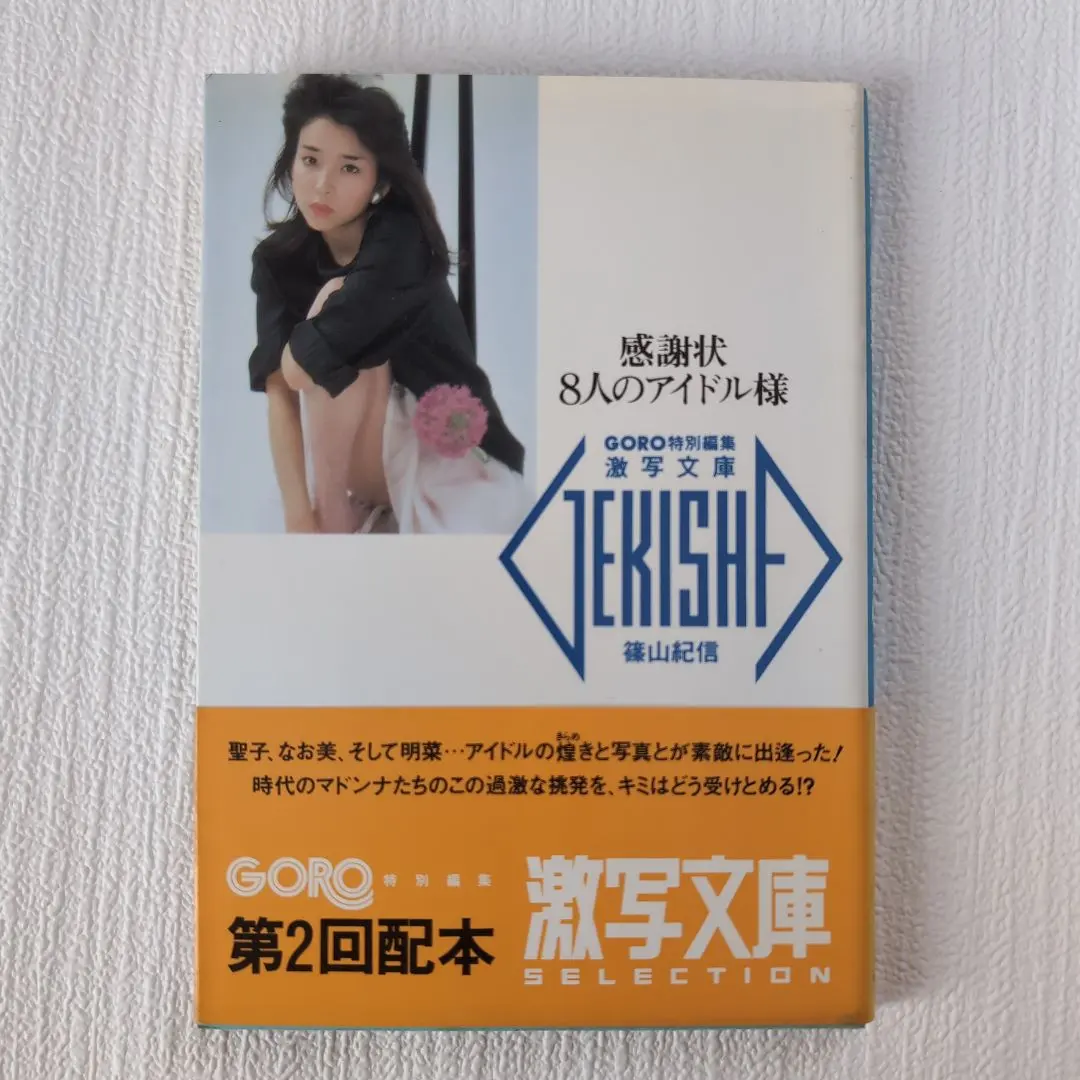 感謝状
8人のアイドル様
GORO特別編集
激写文庫
GEKISHA
篠山紀信
聖子、なお美、そして明菜…アイドルの煌きと写真とが素敵に出逢った!
きらめ
時代のマドンナたちのこの過激な挑発を、キミはどう受けとめる!?
GORO特別編集
第2回配本
激写文庫
SELECTION